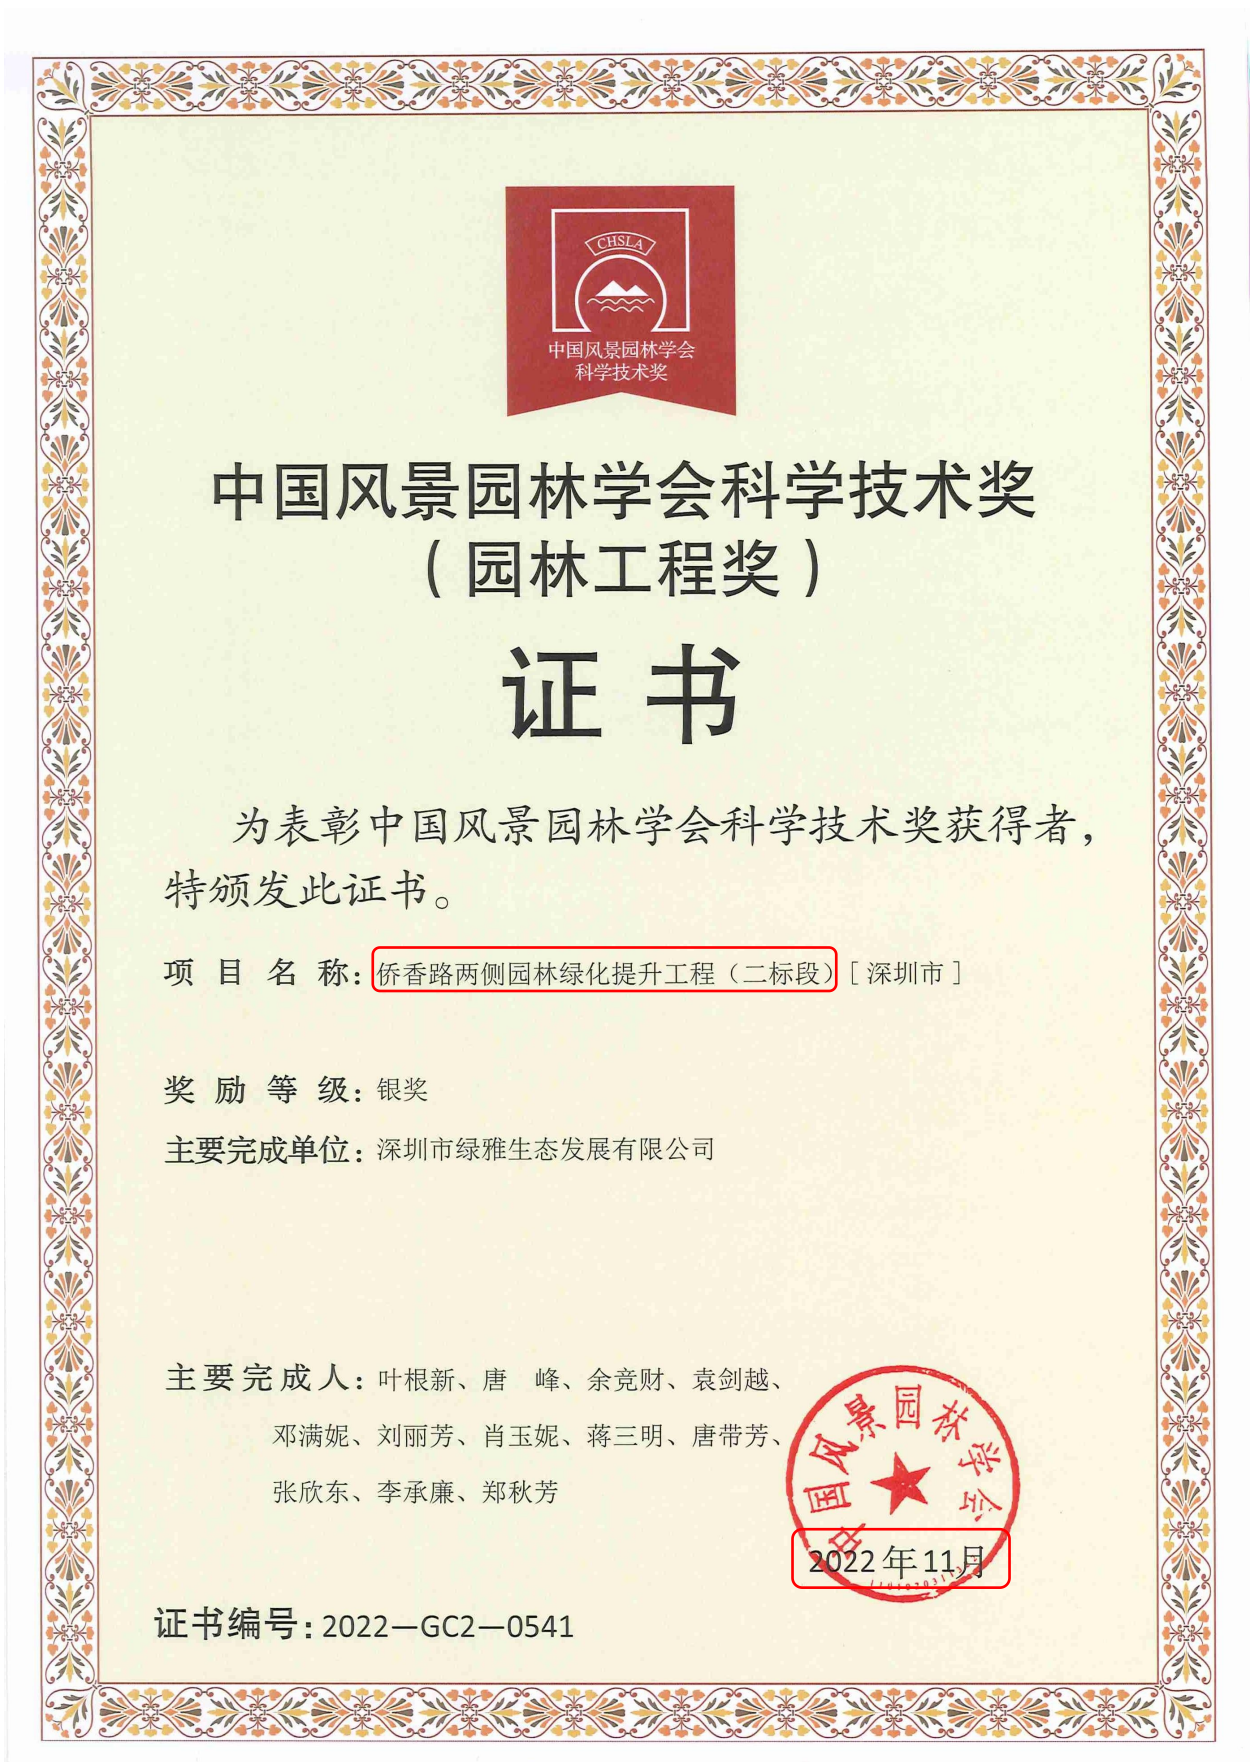 CHSLA
中国风景园林学会
科学技术奖
中国风景园林学会科学技术奖
（园林工程奖）
证书
为表彰中国风景园林学会科学技术奖获得者，
特颁发此证书。
项目名称：侨香路两侧园林绿化提升工程（二标段）[深圳市]
奖励等级：银奖
主要完成单位：深圳市绿雅生态发展有限公司
主要完成人：叶根新、唐　峰、余竞财、袁剑越、
邓满妮、刘丽芳、肖玉妮、蒋三明、唐带芳、
张欣东、李承廉、郑秋芳
中国风景园林学会
2022年11月
证书编号：2022—GC2—0541